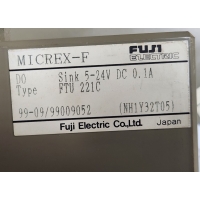 MICREX-F
FUJI
ELECTRIC
DO Sink 5-24V DC 0.1A
Type FTU 221C
99-09/99009052 (NH1Y32T05)
Fuji Electric Co.,Ltd. Japan